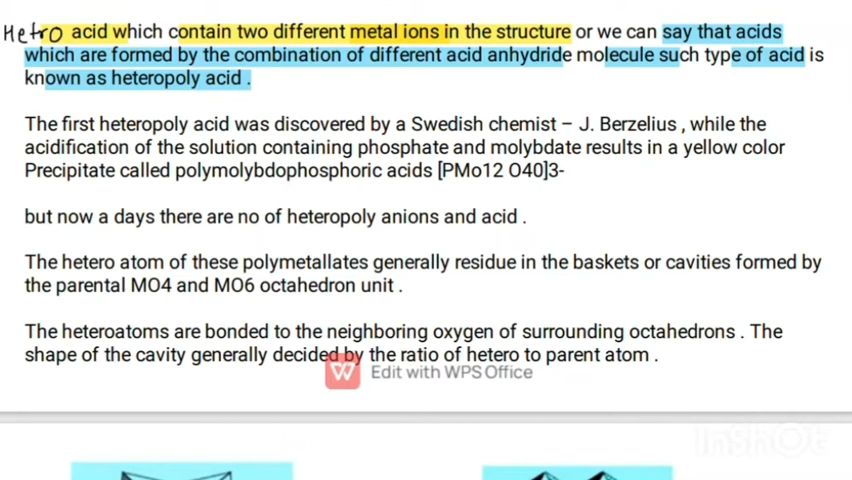 Hetro acid which contain two different metal ions in the structure or we can say that acids
which are formed by the combination of different acid anhydride molecule such type of acid is
known as heteropoly acid .
The first heteropoly acid was discovered by a Swedish chemist – J. Berzelius , while the
acidification of the solution containing phosphate and molybdate results in a yellow color
Precipitate called polymolybdophosphoric acids [PMo12 O40]3-
but now a days there are no of heteropoly anions and acid .
The hetero atom of these polymetallates generally residue in the baskets or cavities formed by
the parental MO4 and MO6 octahedron unit .
The heteroatoms are bonded to the neighboring oxygen of surrounding octahedrons . The
shape of the cavity generally decided by the ratio of hetero to parent atom .
W Edit with WPS Office
InShOt